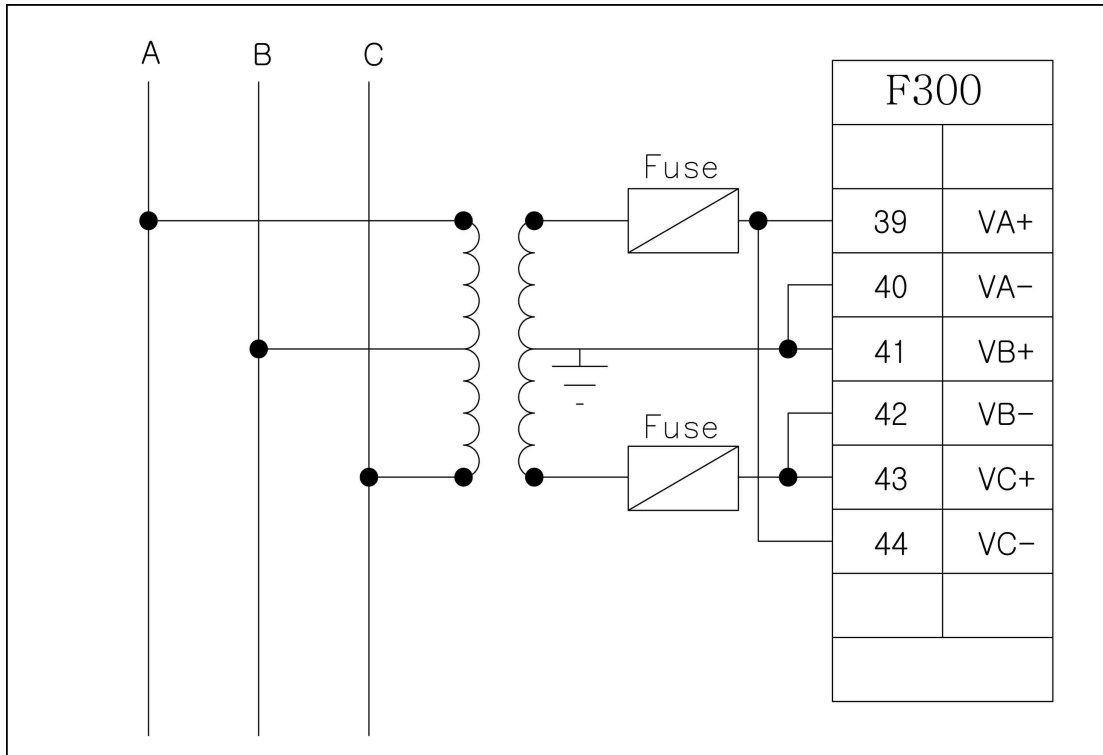 A B C
F300
Fuse
39 VA+
40 VA-
41 VB+
Fuse
42 VB-
43 VC+
44 VC-